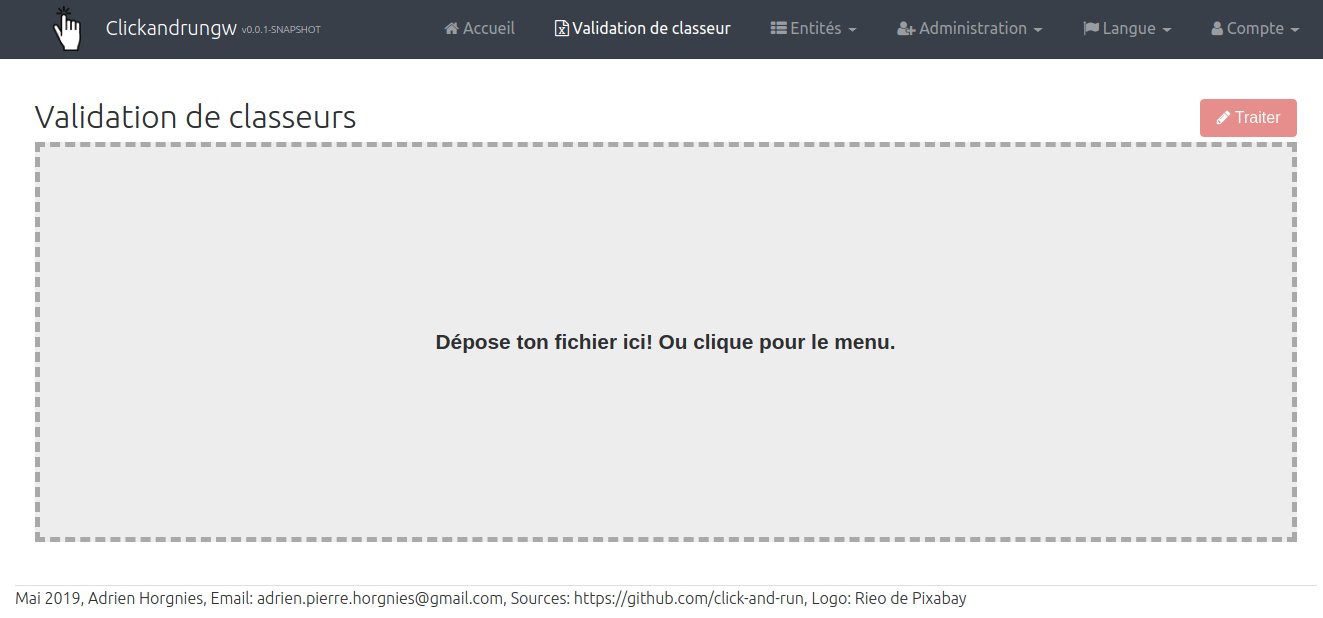 Clickandrungw v0.0.1-SNAPSHOT Accueil Validation de classeur Entités Administration Langue Compte
Validation de classeurs Traiter
Dépose ton fichier ici! Ou clique pour le menu.
Mai 2019, Adrien Horgnies, Email: adrien.pierre.horgnies@gmail.com, Sources: https://github.com/click-and-run, Logo: Rieo de Pixabay